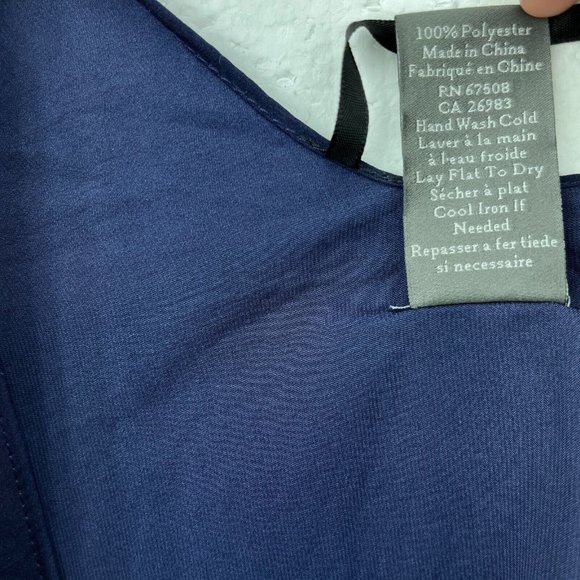 100% Polyester
Made in China
Fabriqué en Chine
RN 67508
CA 26983
Hand Wash Cold
Laver à la main
à l'eau froide
Lay Flat To Dry
Sécher à plat
Cool Iron If
Needed
Repasser a fer tiede
si necessaire